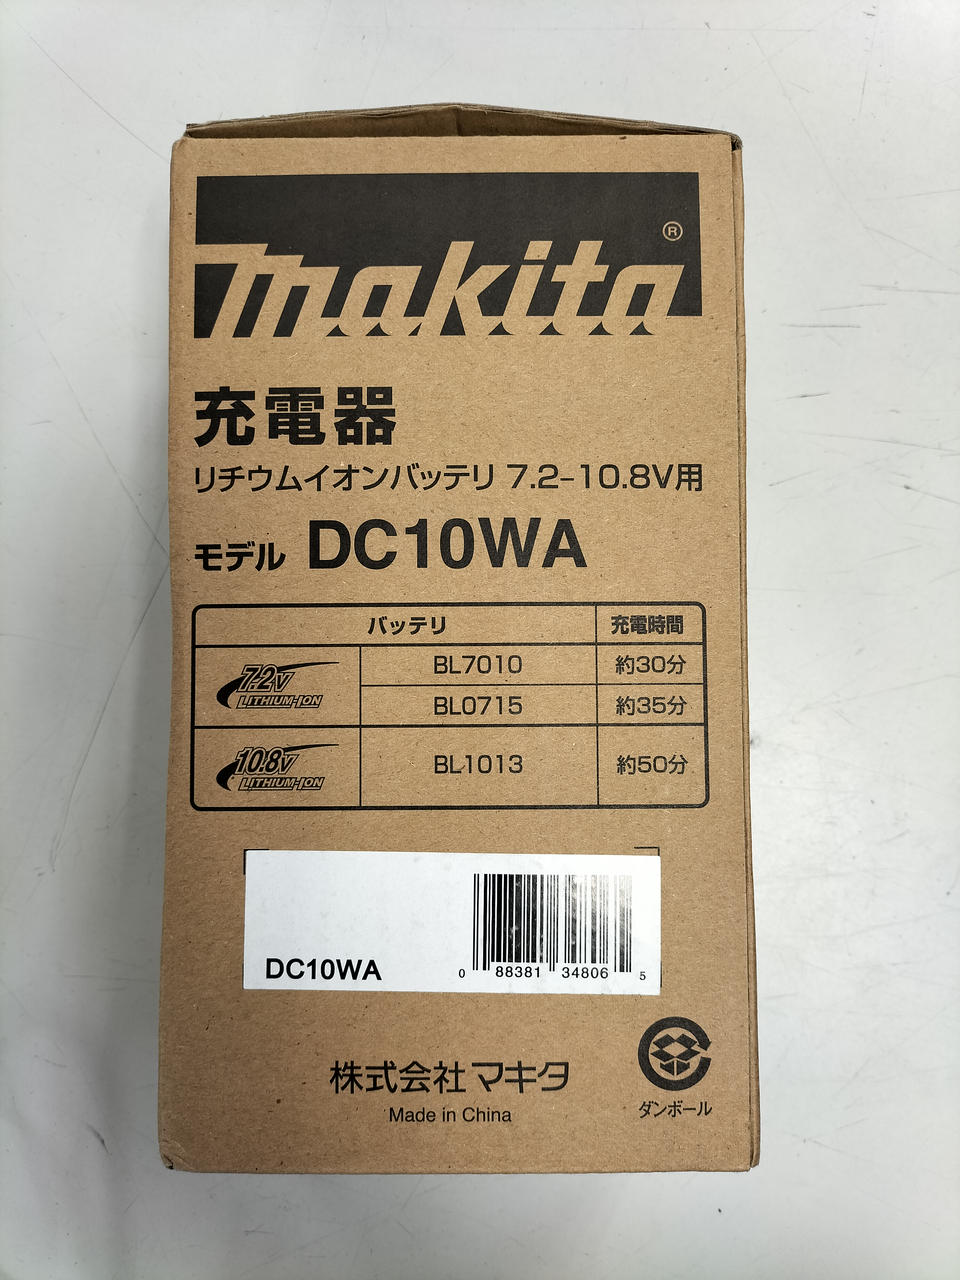 makita®
充電器
リチウムイオンバッテリ 7.2-10.8V用
モデル DC10WA
バッテリ 充電時間
7.2V LITHIUM-ION
BL7010 約30分
BL0715 約35分
10.8V LITHIUM-ION
BL1013 約50分
DC10WA
0 88381 34806 5
株式会社マキタ
Made in China
ダンボール